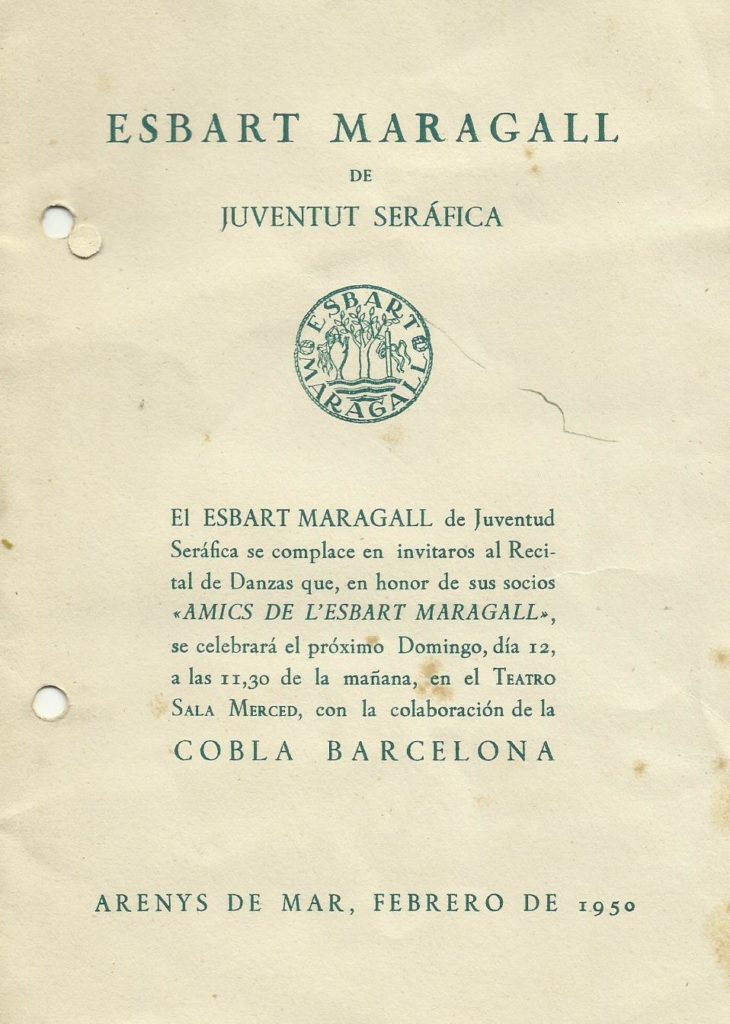 ESBART MARAGALL
DE
JUVENTUT SERÁFICA
ESBART
MARAGALL
El ESBART MARAGALL de Juventud
Seráfica se complace en invitaros al Reci-
tal de Danzas que, en honor de sus socios
«AMICS DE L'ESBART MARAGALL»,
se celebrará el próximo Domingo, día 12,
a las 11,30 de la mañana, en el TEATRO
SALA MERCED, con la colaboración de la
COBLA BARCELONA
ARENYS DE MAR, FEBRERO DE 1950